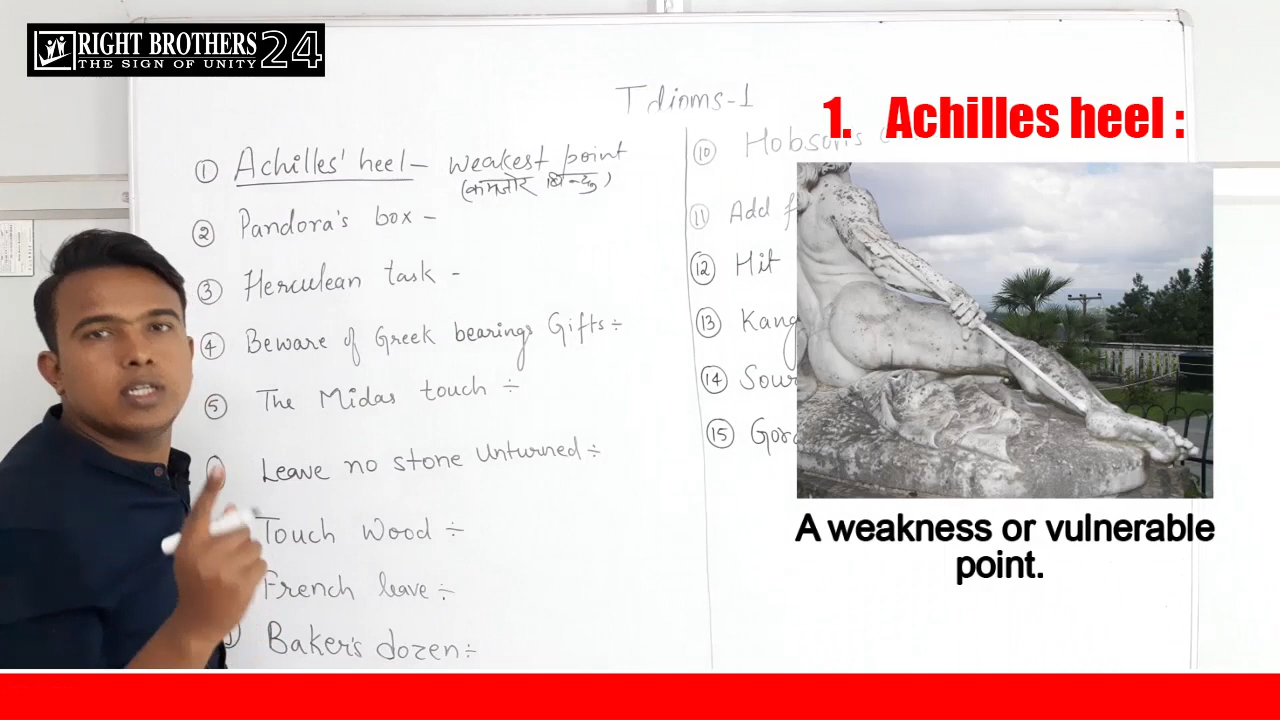 RIGHT BROTHERS 24
THE SIGN OF UNITY
Idioms-1
① Achilles' heel – weakest point
(कमजोर बिन्दु)
② Pandora's box –
③ Herculean task -
④ Beware of Greek bearings Gifts ÷
⑤ The Midas touch ÷
Leave no stone Unturned ÷
Touch Wood ÷
French leave ÷
Baker's dozen ÷
⑩ Hobson's
⑪ Add
⑫ Hit
⑬
⑭
⑮
1. Achilles heel :
A weakness or vulnerable
point.